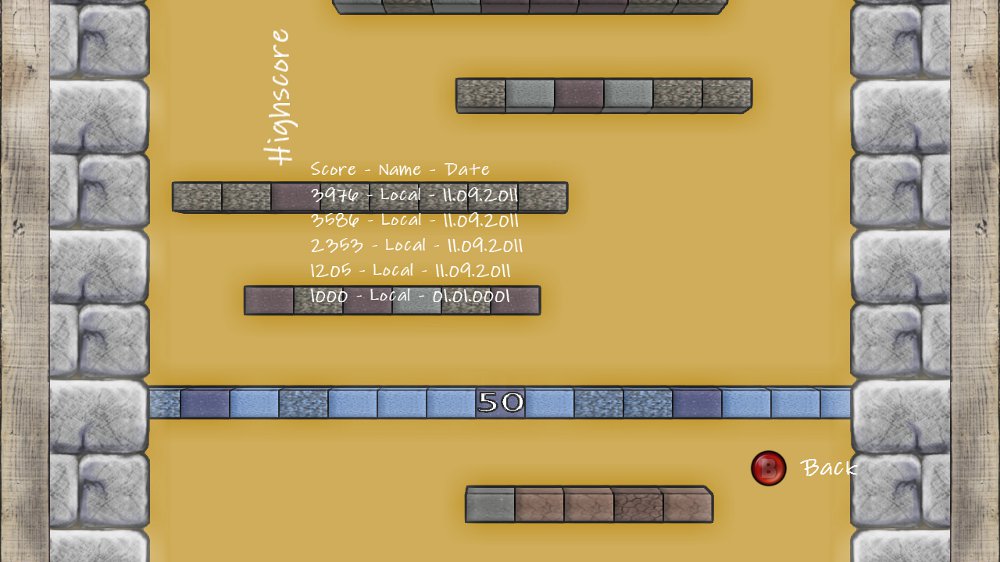 Highscore
Score - Name - Date
3976 - Local - 11.09.2011
3586 - Local - 11.09.2011
2353 - Local - 11.09.2011
1205 - Local - 11.09.2011
1000 - Local - 01.01.0001
50
B Back